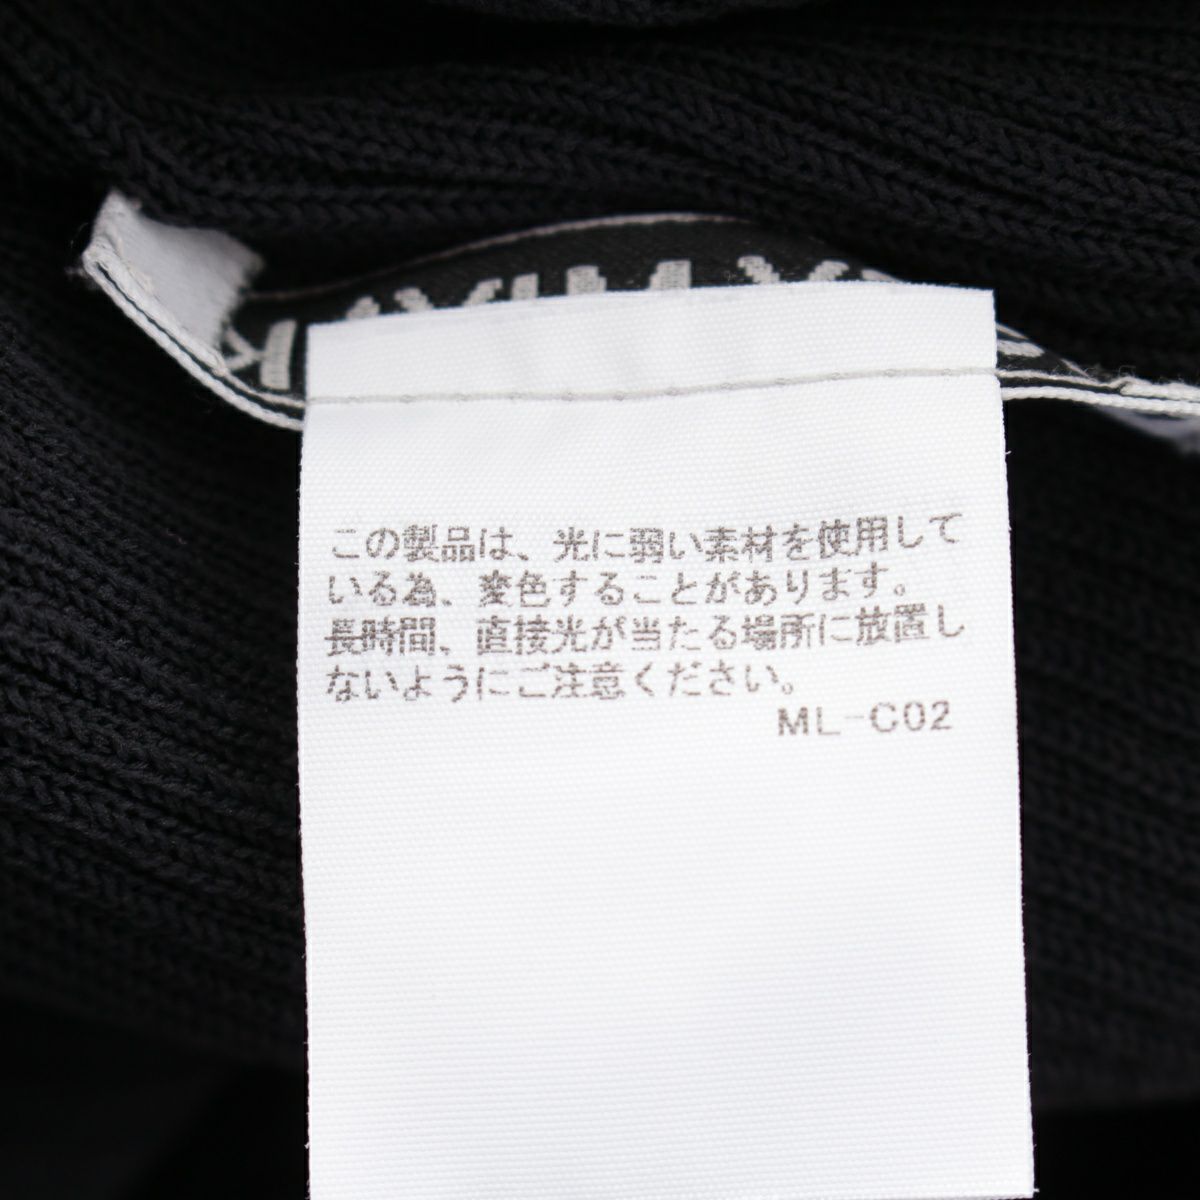 この製品は、光に弱い素材を使用して
いる為、変色することがあります。
長時間、直接光が当たる場所に放置し
ないようにご注意ください。
ML-C02